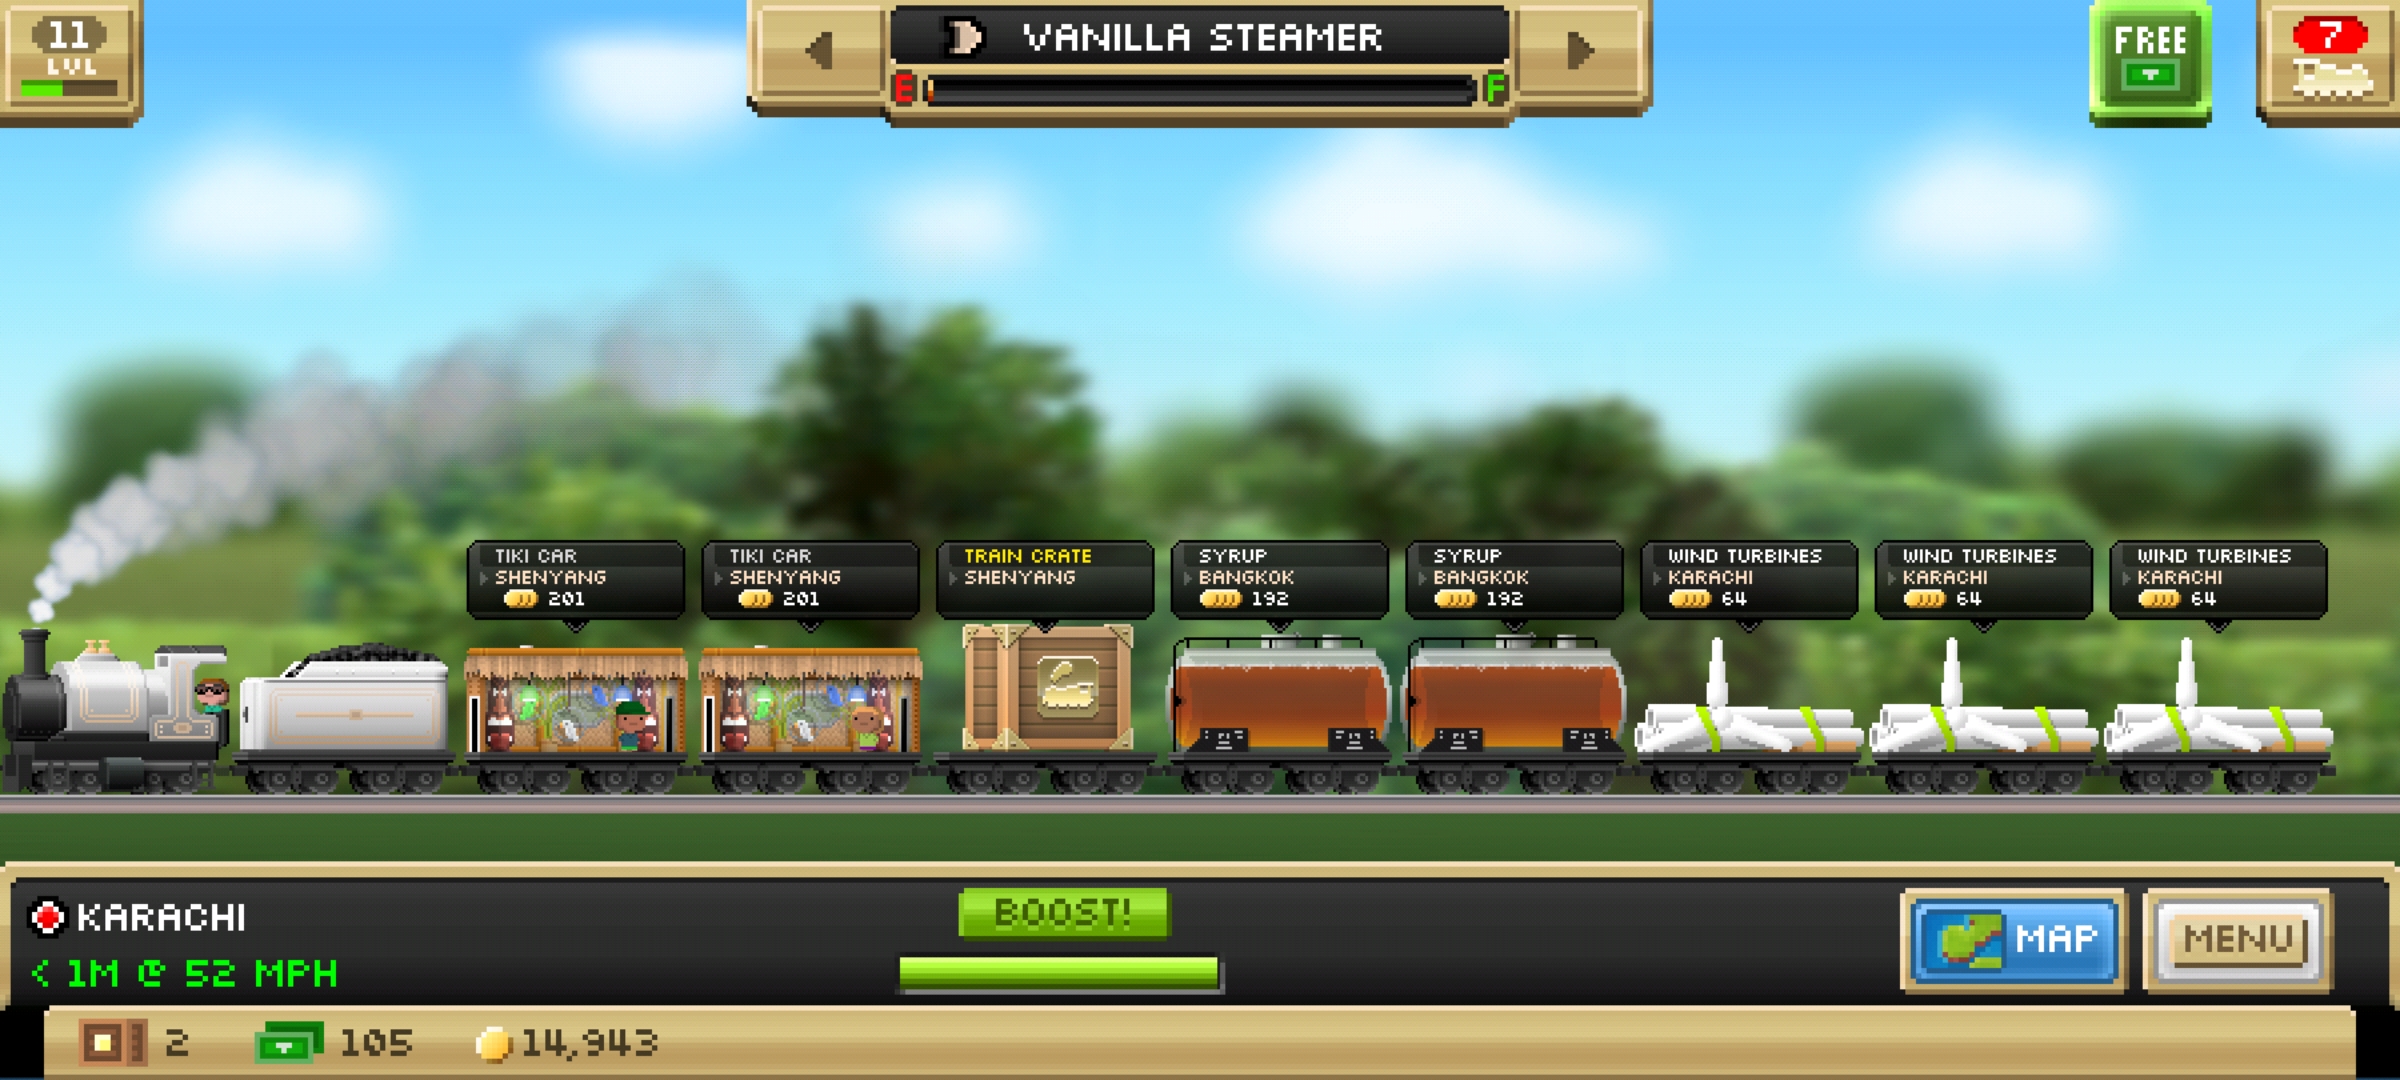 11
LVL
VANILLA STEAMER
E F
FREE
7
TIKI CAR
SHENYANG
201
TIKI CAR
SHENYANG
201
TRAIN CRATE
SHENYANG
SYRUP
BANGKOK
192
SYRUP
BANGKOK
192
WIND TURBINES
KARACHI
64
WIND TURBINES
KARACHI
64
WIND TURBINES
KARACHI
64
KARACHI
< 1M @ 52 MPH
BOOST!
MAP
MENU
2
105
14,943